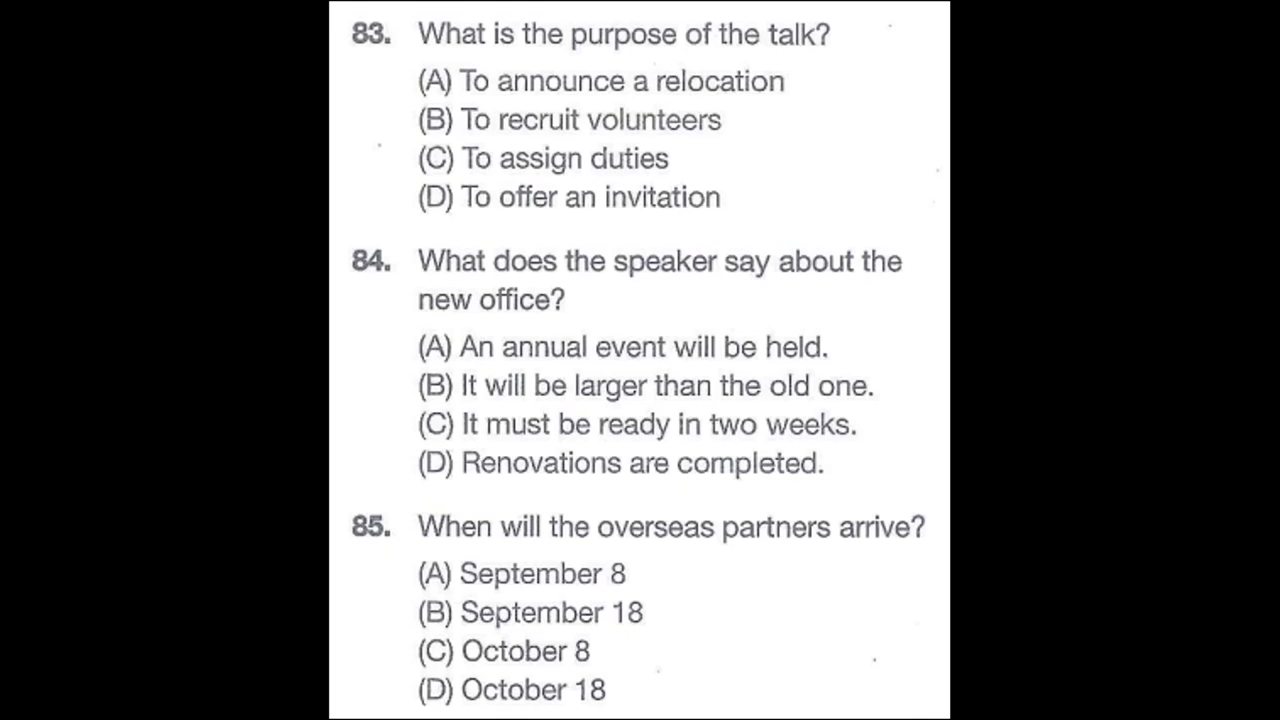 83. What is the purpose of the talk?
(A) To announce a relocation
(B) To recruit volunteers
(C) To assign duties
(D) To offer an invitation
84. What does the speaker say about the
new office?
(A) An annual event will be held.
(B) It will be larger than the old one.
(C) It must be ready in two weeks.
(D) Renovations are completed.
85. When will the overseas partners arrive?
(A) September 8
(B) September 18
(C) October 8
(D) October 18